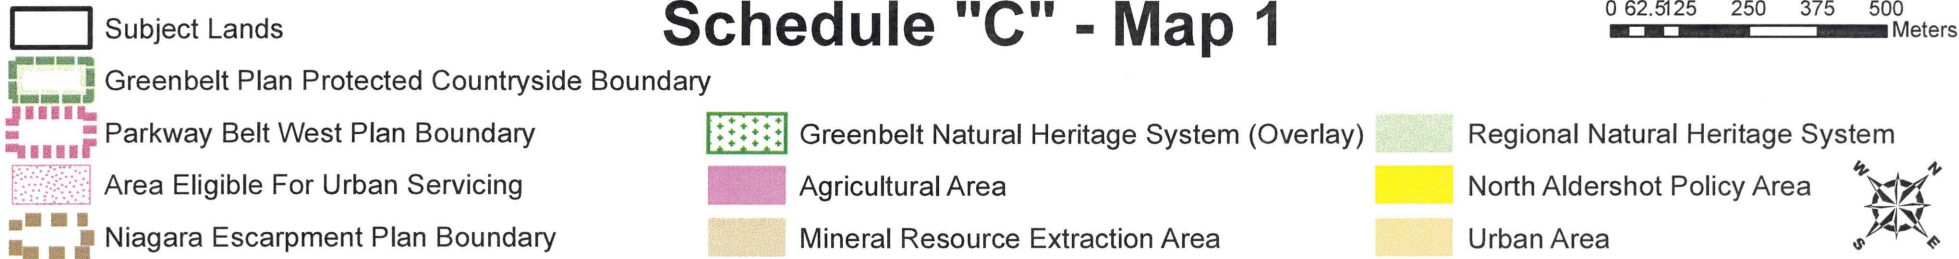 Schedule "C" - Map 1
0 62.5125 250 375 500
Meters
Subject Lands
Greenbelt Plan Protected Countryside Boundary
Parkway Belt West Plan Boundary
Area Eligible For Urban Servicing
Niagara Escarpment Plan Boundary
Greenbelt Natural Heritage System (Overlay)
Agricultural Area
Mineral Resource Extraction Area
Regional Natural Heritage System
North Aldershot Policy Area
Urban Area
W N
S E